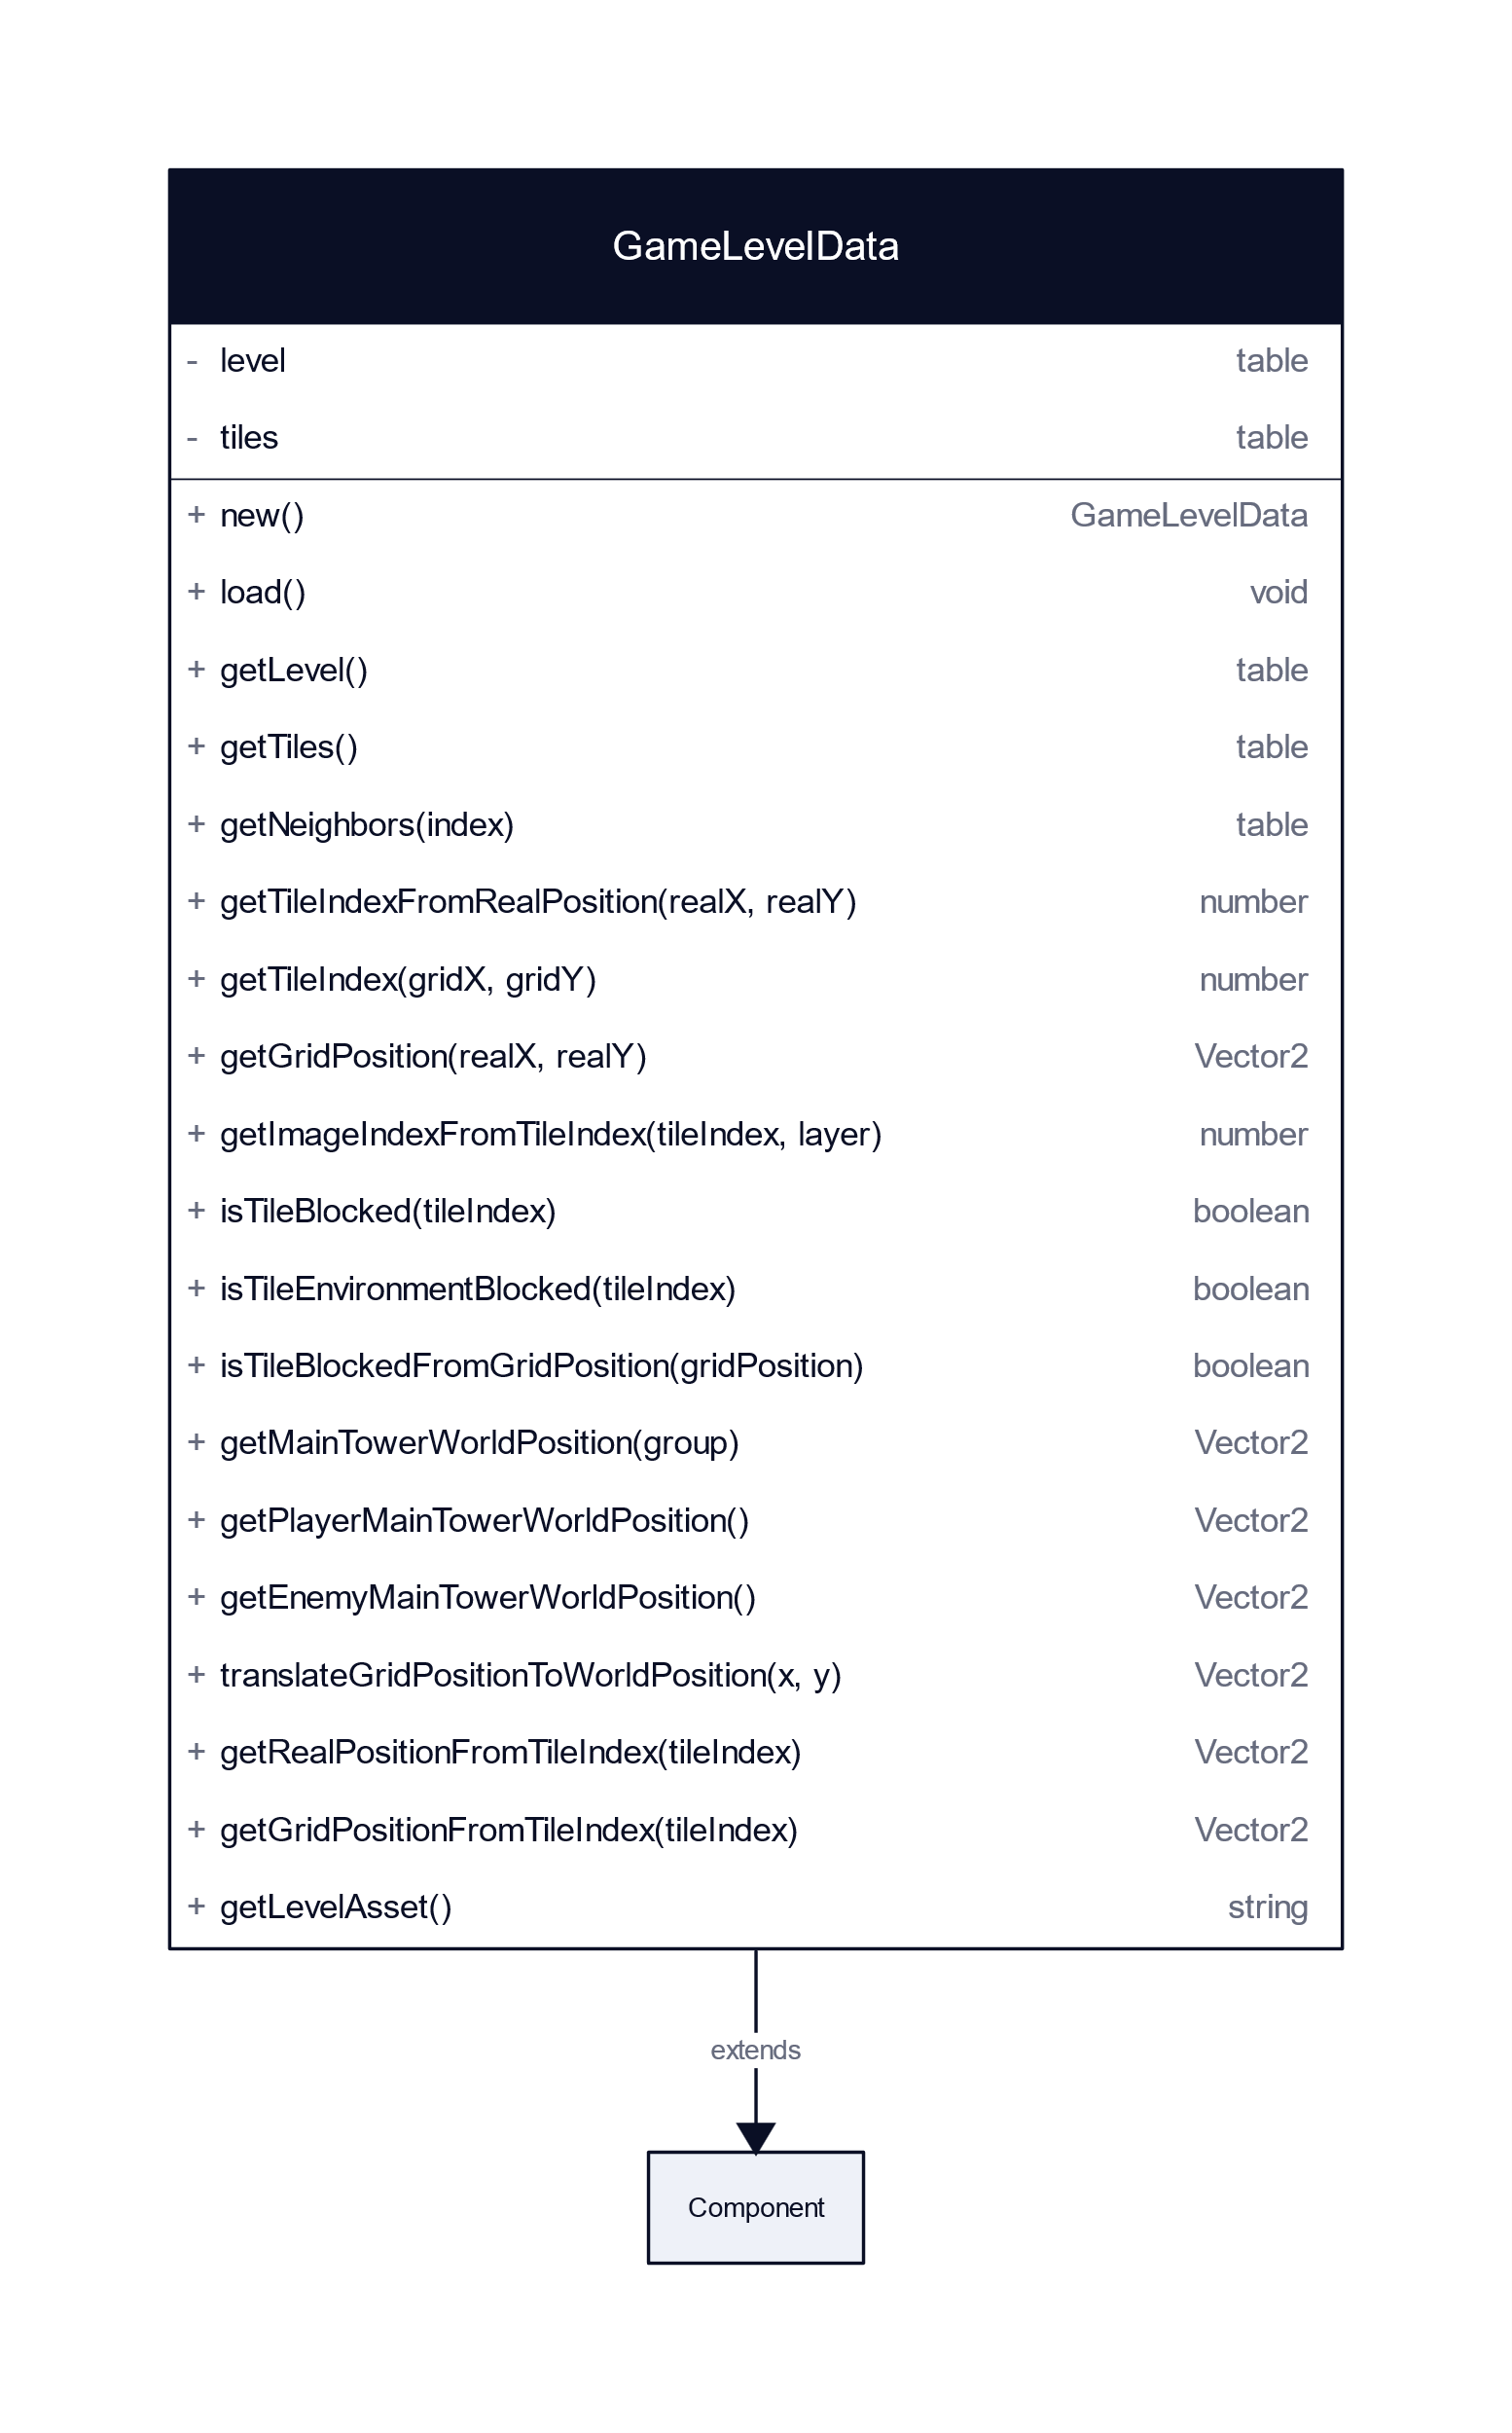 GameLevelData
- level table
- tiles table
+ new() GameLevelData
+ load() void
+ getLevel() table
+ getTiles() table
+ getNeighbors(index) table
+ getTileIndexFromRealPosition(realX, realY) number
+ getTileIndex(gridX, gridY) number
+ getGridPosition(realX, realY) Vector2
+ getImageIndexFromTileIndex(tileIndex, layer) number
+ isTileBlocked(tileIndex) boolean
+ isTileEnvironmentBlocked(tileIndex) boolean
+ isTileBlockedFromGridPosition(gridPosition) boolean
+ getMainTowerWorldPosition(group) Vector2
+ getPlayerMainTowerWorldPosition() Vector2
+ getEnemyMainTowerWorldPosition() Vector2
+ translateGridPositionToWorldPosition(x, y) Vector2
+ getRealPositionFromTileIndex(tileIndex) Vector2
+ getGridPositionFromTileIndex(tileIndex) Vector2
+ getLevelAsset() string
extends
Component